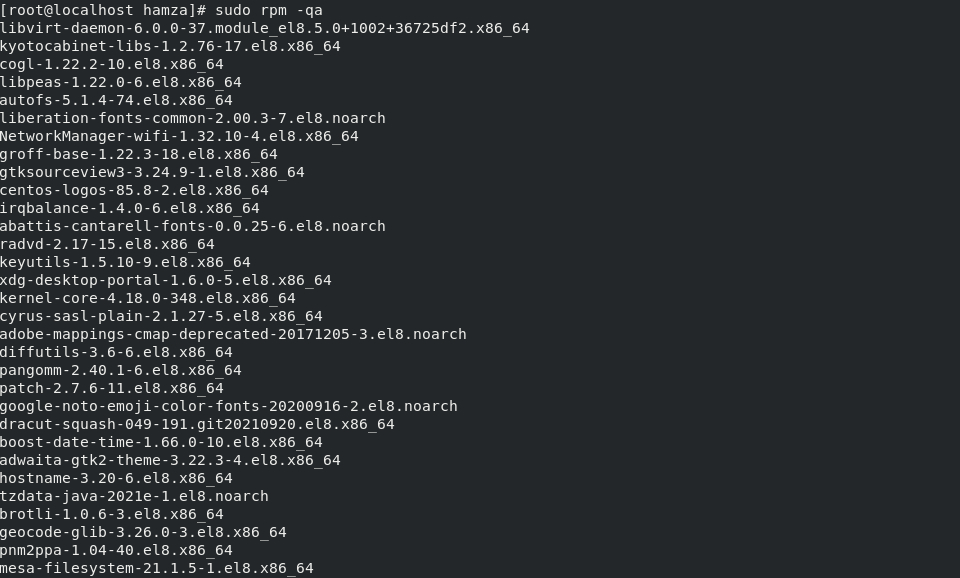 [root@localhost hamza]# sudo rpm -qa
libvirt-daemon-6.0.0-37.module_el8.5.0+1002+36725df2.x86_64
kyotocabinet-libs-1.2.76-17.el8.x86_64
cogl-1.22.2-10.el8.x86_64
libpeas-1.22.0-6.el8.x86_64
autofs-5.1.4-74.el8.x86_64
liberation-fonts-common-2.00.3-7.el8.noarch
NetworkManager-wifi-1.32.10-4.el8.x86_64
groff-base-1.22.3-18.el8.x86_64
gtksourceview3-3.24.9-1.el8.x86_64
centos-logos-85.8-2.el8.x86_64
irqbalance-1.4.0-6.el8.x86_64
abattis-cantarell-fonts-0.0.25-6.el8.noarch
radvd-2.17-15.el8.x86_64
keyutils-1.5.10-9.el8.x86_64
xdg-desktop-portal-1.6.0-5.el8.x86_64
kernel-core-4.18.0-348.el8.x86_64
cyrus-sasl-plain-2.1.27-5.el8.x86_64
adobe-mappings-cmap-deprecated-20171205-3.el8.noarch
diffutils-3.6-6.el8.x86_64
pangomm-2.40.1-6.el8.x86_64
patch-2.7.6-11.el8.x86_64
google-noto-emoji-color-fonts-20200916-2.el8.noarch
dracut-squash-049-191.git20210920.el8.x86_64
boost-date-time-1.66.0-10.el8.x86_64
adwaita-gtk2-theme-3.22.3-4.el8.x86_64
hostname-3.20-6.el8.x86_64
tzdata-java-2021e-1.el8.noarch
brotli-1.0.6-3.el8.x86_64
geocode-glib-3.26.0-3.el8.x86_64
pnm2ppa-1.04-40.el8.x86_64
mesa-filesystem-21.1.5-1.el8.x86_64